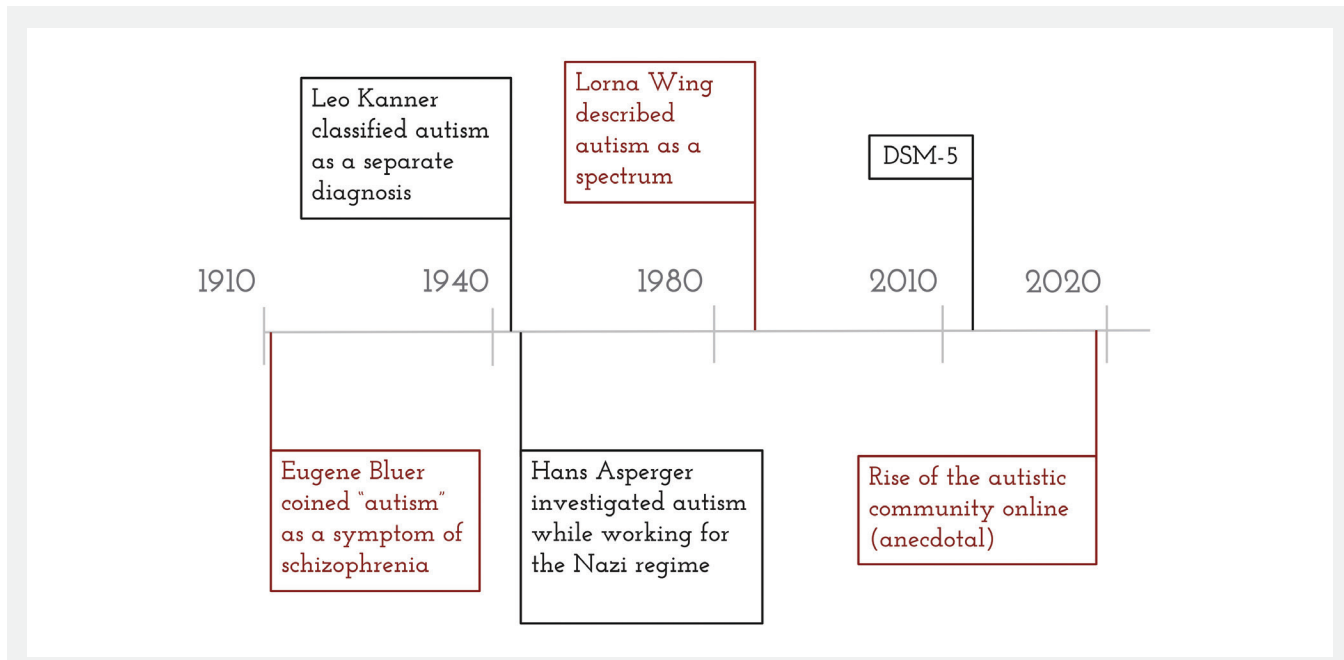 Leo Kanner
classified autism
as a separate
diagnosis
Lorna Wing
described
autism as a
spectrum
DSM-5
1910
1940
1980
2010
2020
Eugene Bluer
coined “autism”
as a symptom of
schizophrenia
Hans Asperger
investigated autism
while working for
the Nazi regime
Rise of the autistic
community online
(anecdotal)